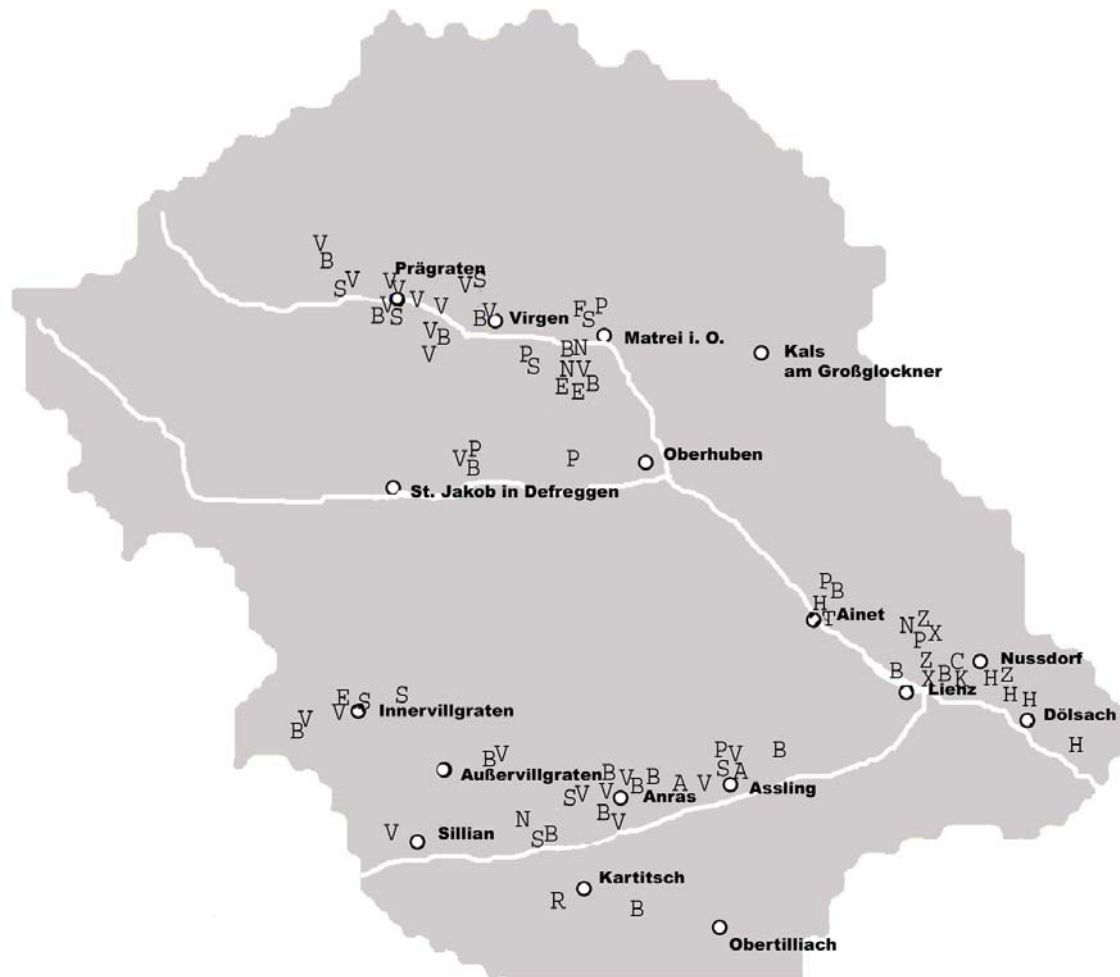 V
B
Prägraten
V S
S V V
V
V V V
B S B V
Virgen
P
F S
V B
V
Matrei i. O.
B N
P S
N V
E E B
Kals
am Großglockner
P
V B
P
Oberhuben
St. Jakob in Defreggen
P B
H
T Ainet
N Z
P X
Z C Nussdorf
B X B K H Z
Lienz
H H
Dölsach
H
E S S
V Innervillgraten
V
B
B V
Außervillgraten
P V B
S A
B V B B
A V Assling
S V V Anras
B V
N
S B
V Sillian
Kartitsch
R
B
Obertilliach